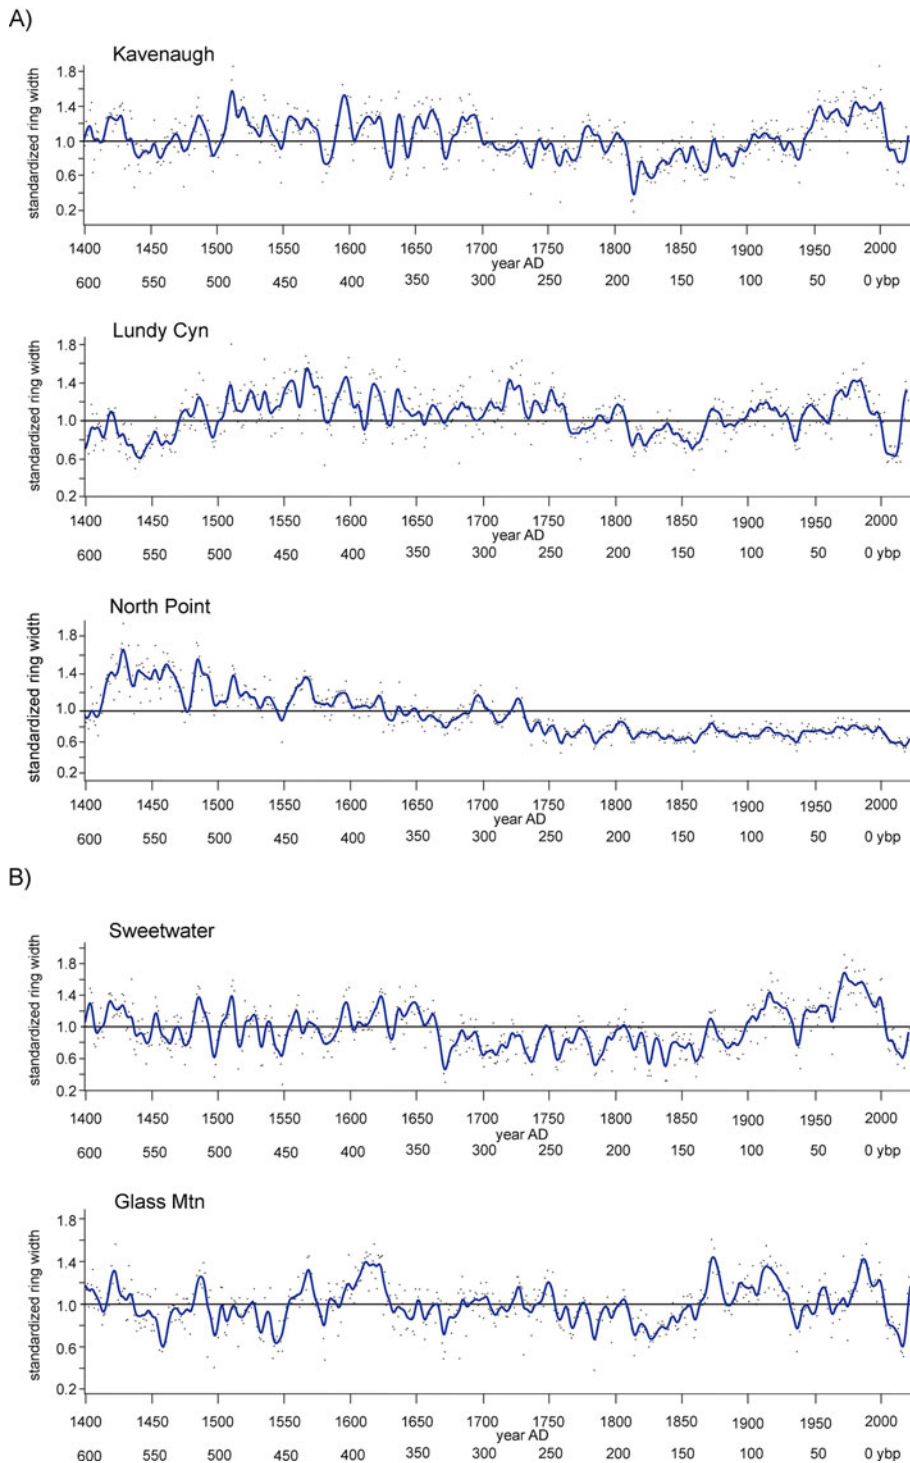 A)
Kavenaugh
standardized ring width
1.8
1.4
1.0
0.6
0.2
1400 1450 1500 1550 1600 1650 1700 1750 1800 1850 1900 1950 2000
year AD
600 550 500 450 400 350 300 250 200 150 100 50 0 ybp
Lundy Cyn
standardized ring width
1.8
1.4
1.0
0.6
0.2
1400 1450 1500 1550 1600 1650 1700 1750 1800 1850 1900 1950 2000
year AD
600 550 500 450 400 350 300 250 200 150 100 50 0 ybp
North Point
standardized ring width
1.8
1.4
1.0
0.6
0.2
1400 1450 1500 1550 1600 1650 1700 1750 1800 1850 1900 1950 2000
year AD
600 550 500 450 400 350 300 250 200 150 100 50 0 ybp
B)
Sweetwater
standardized ring width
1.8
1.4
1.0
0.6
0.2
1400 1450 1500 1550 1600 1650 1700 1750 1800 1850 1900 1950 2000
year AD
600 550 500 450 400 350 300 250 200 150 100 50 0 ybp
Glass Mtn
standardized ring width
1.8
1.4
1.0
0.6
0.2
1400 1450 1500 1550 1600 1650 1700 1750 1800 1850 1900 1950 2000
year AD
600 550 500 450 400 350 300 250 200 150 100 50 0 ybp